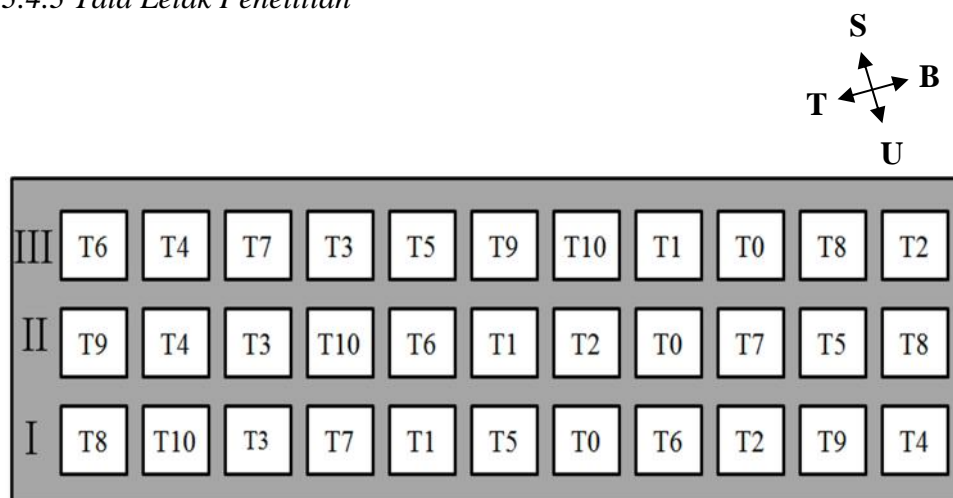 3.4.3 Tata Letak Penelitian
S
T B
U
III T6 T4 T7 T3 T5 T9 T10 T1 T0 T8 T2
II T9 T4 T3 T10 T6 T1 T2 T0 T7 T5 T8
I T8 T10 T3 T7 T1 T5 T0 T6 T2 T9 T4